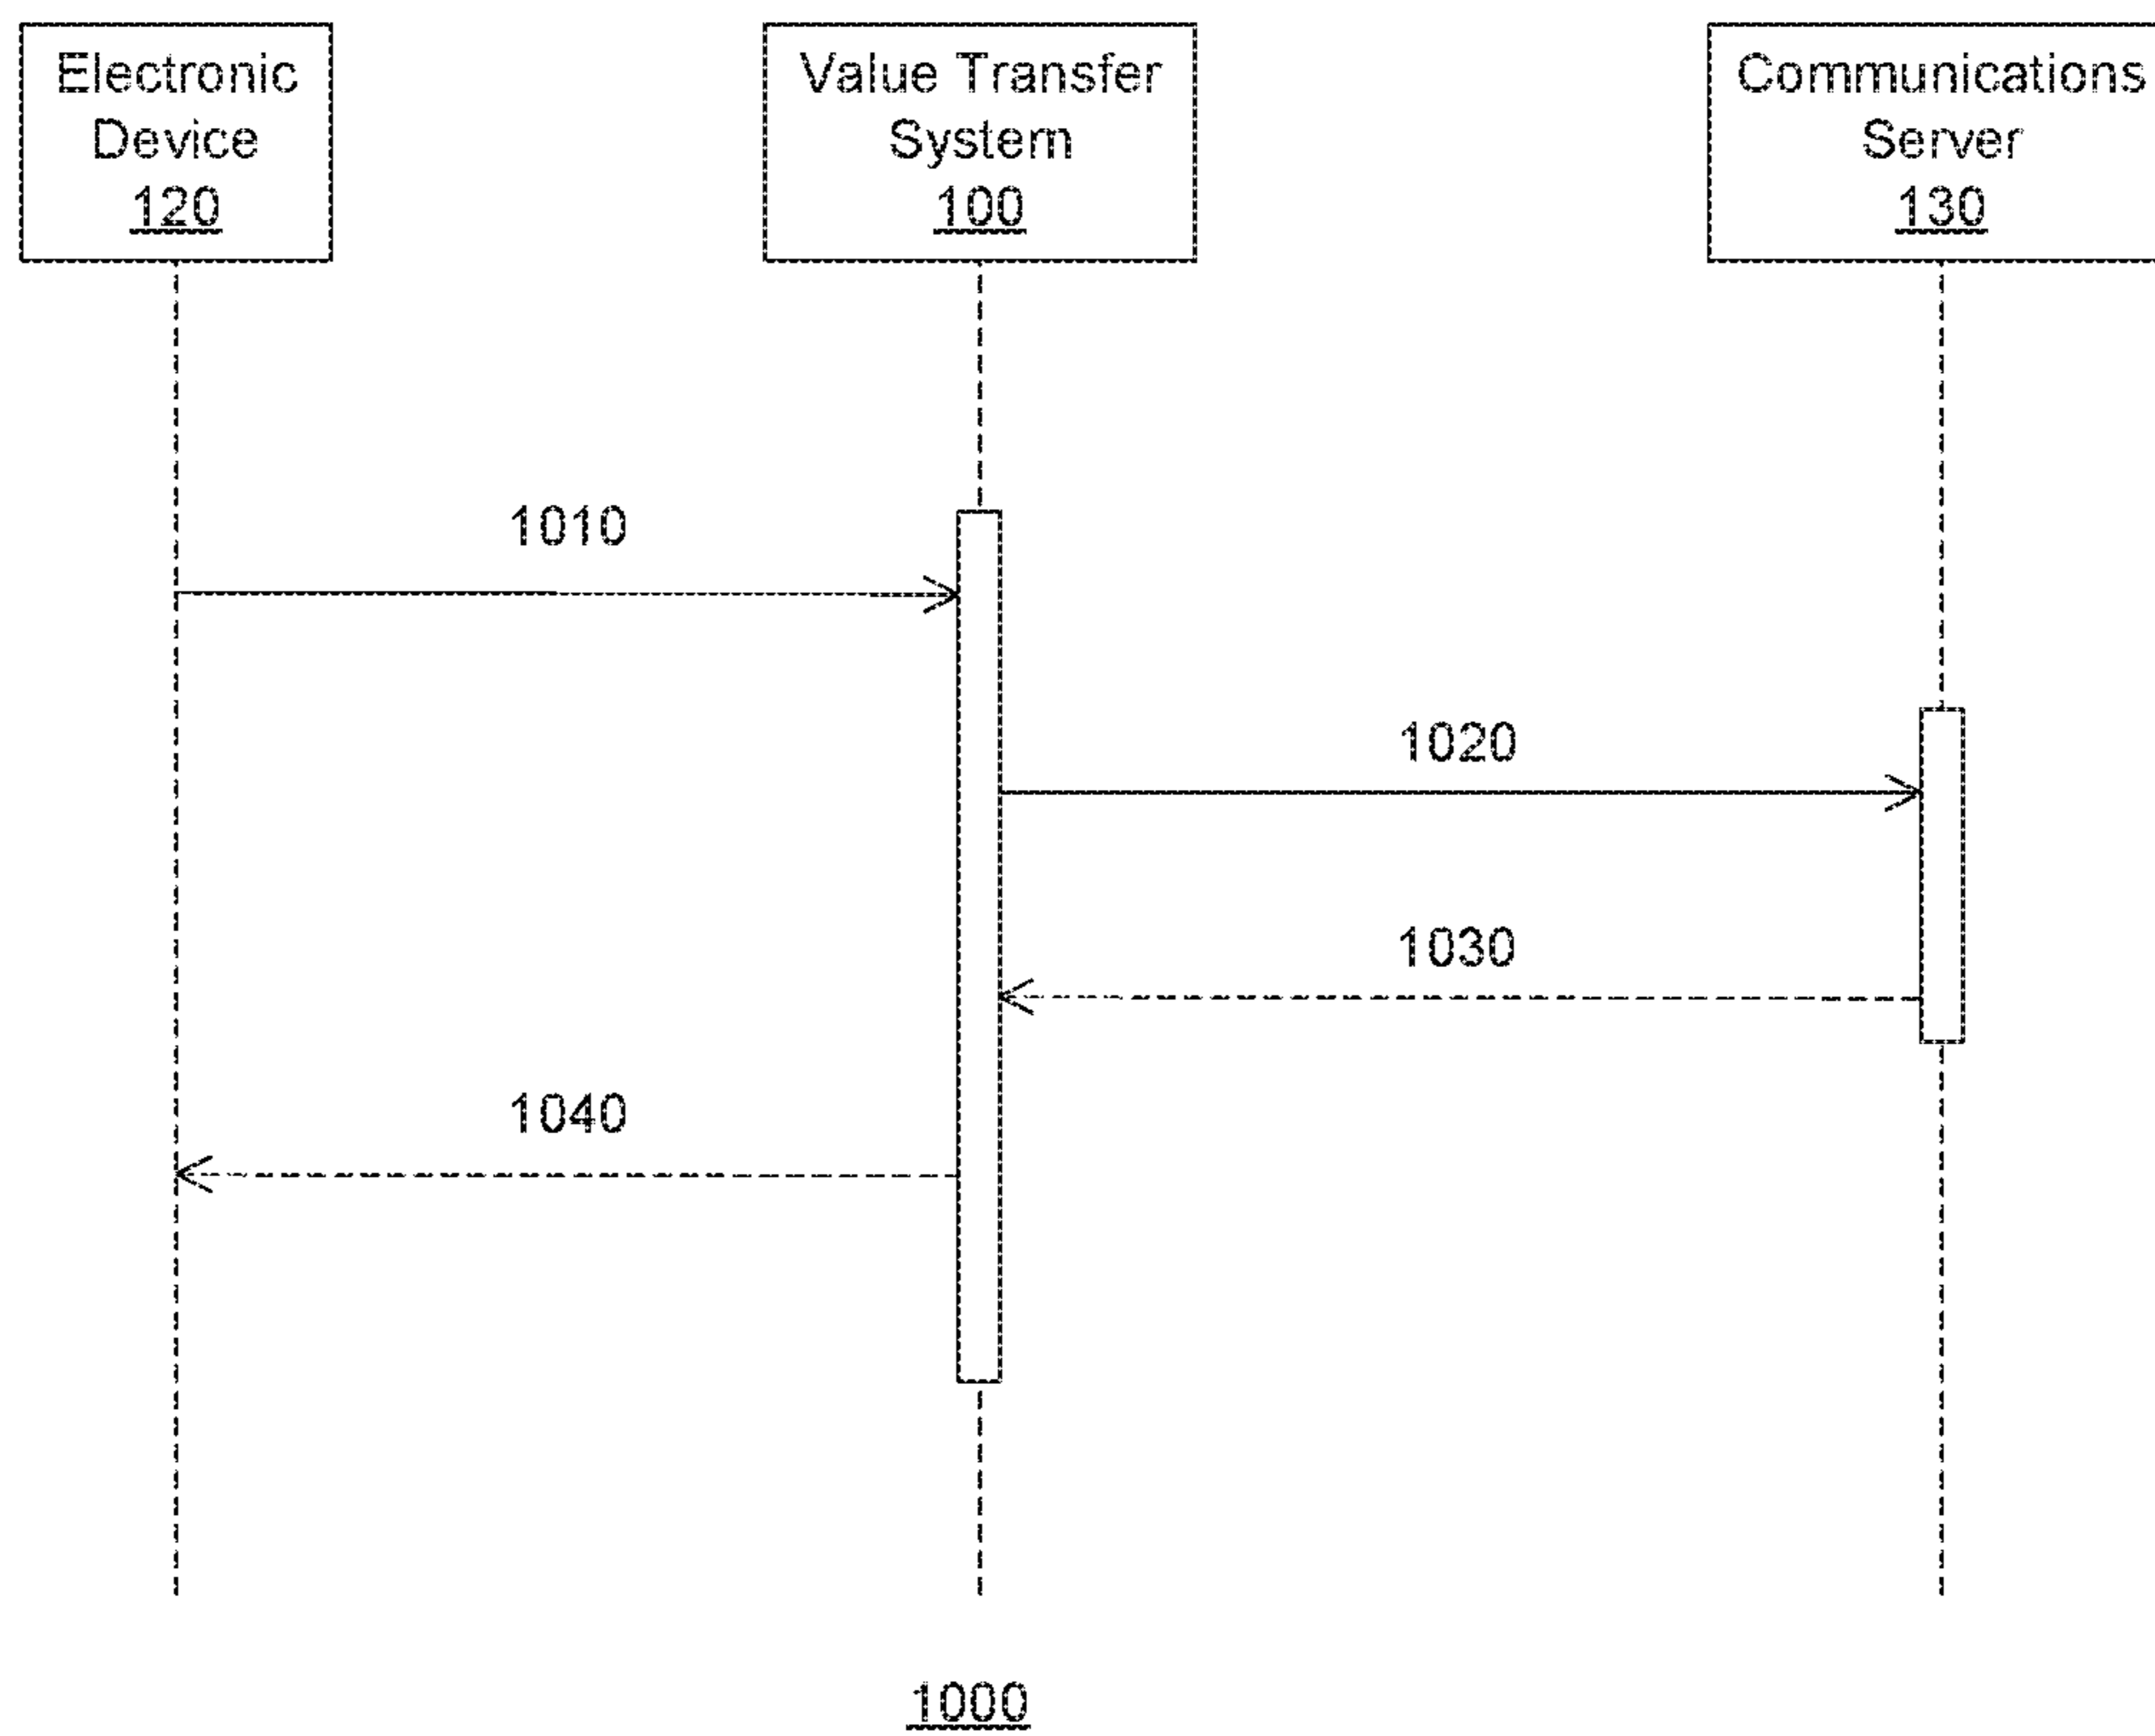 Electronic
Device
120
Value Transfer
System
100
Communications
Server
130
1010
1020
1030
1040
1000